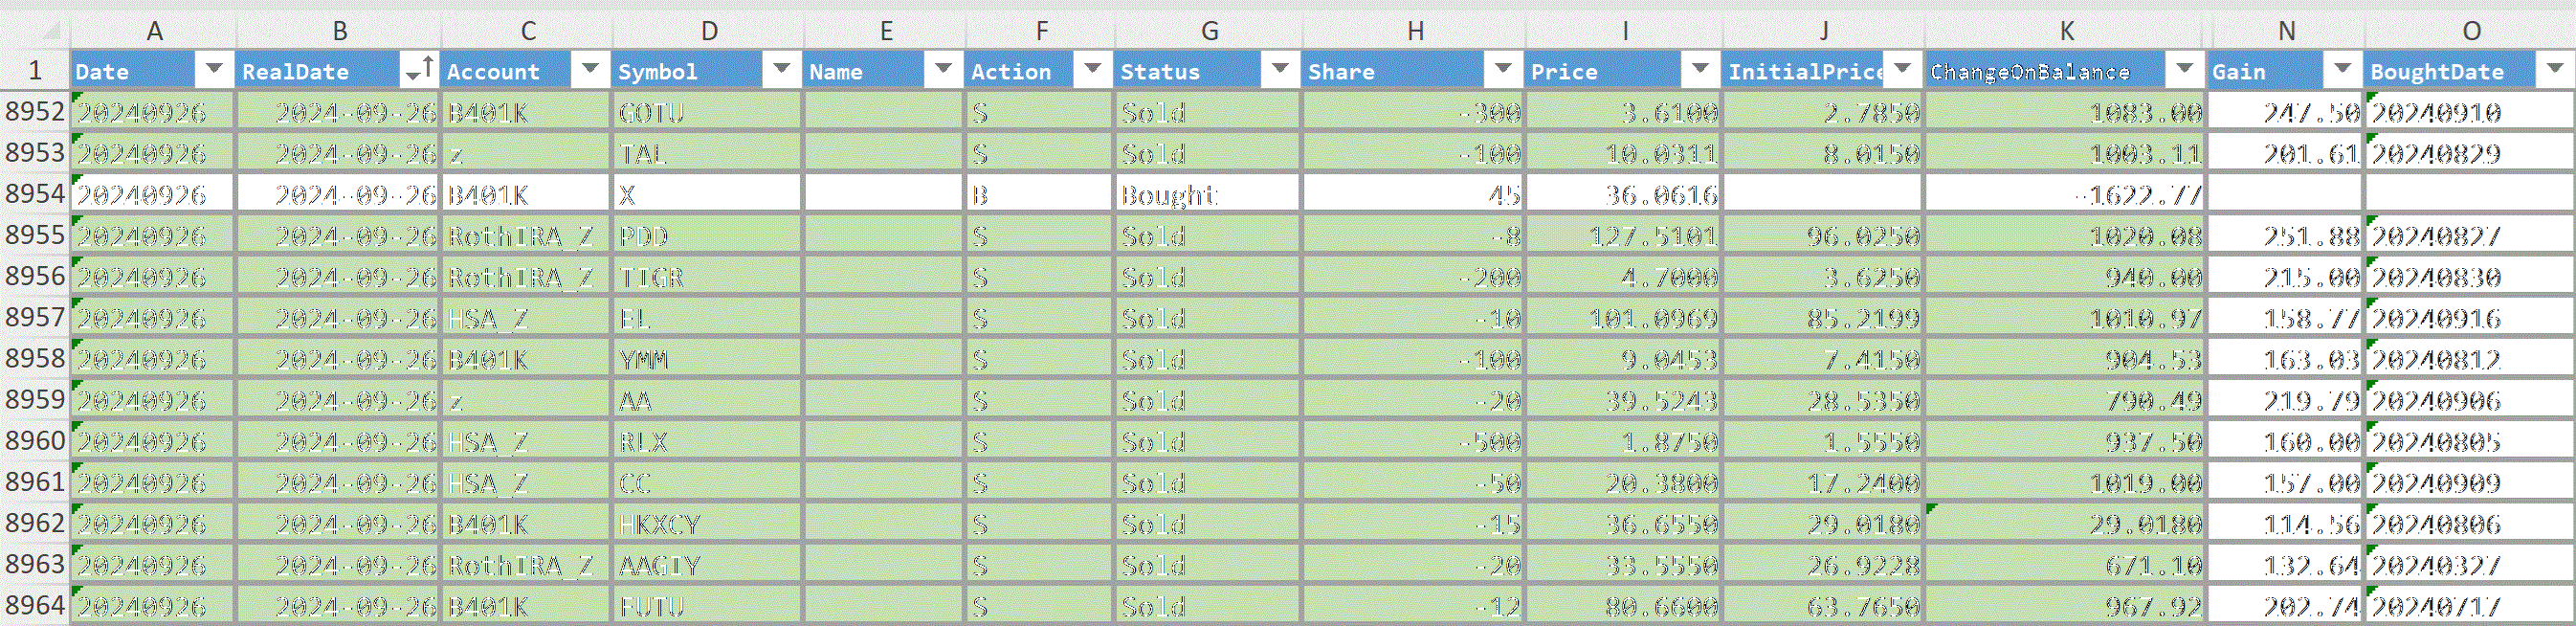 A B C D E F G H I J K N O
1 Date RealDate Account Symbol Name Action Status Share Price InitialPrice ChangeOnBalance Gain BoughtDate
8952 20240926 2024-09-26 B401K GOTU S Sold -300 3.6100 2.7850 1083.00 247.50 20240910
8953 20240926 2024-09-26 z TAL S Sold -100 10.0311 8.0150 1003.11 201.61 20240829
8954 20240926 2024-09-26 B401K X B Bought 45 36.0616 -1622.77
8955 20240926 2024-09-26 RothIRA_Z PDD S Sold -8 127.5101 96.0250 1020.08 251.88 20240827
8956 20240926 2024-09-26 RothIRA_Z TIGR S Sold -200 4.7000 3.6250 940.00 215.00 20240830
8957 20240926 2024-09-26 HSA_Z EL S Sold -10 101.0969 85.2199 1010.97 158.77 20240916
8958 20240926 2024-09-26 B401K YMM S Sold -100 9.0453 7.4150 904.53 163.03 20240812
8959 20240926 2024-09-26 z AA S Sold -20 39.5243 28.5350 790.49 219.79 20240906
8960 20240926 2024-09-26 HSA_Z RLX S Sold -500 1.8750 1.5550 937.50 160.00 20240805
8961 20240926 2024-09-26 HSA_Z CC S Sold -50 20.3800 17.2400 1019.00 157.00 20240909
8962 20240926 2024-09-26 B401K HKXCY S Sold -15 36.6550 29.0180 29.0180 114.56 20240806
8963 20240926 2024-09-26 RothIRA_Z AAGIY S Sold -20 33.5550 26.9228 671.10 132.64 20240327
8964 20240926 2024-09-26 B401K FUTU S Sold -12 80.6600 63.7650 967.92 202.74 20240717